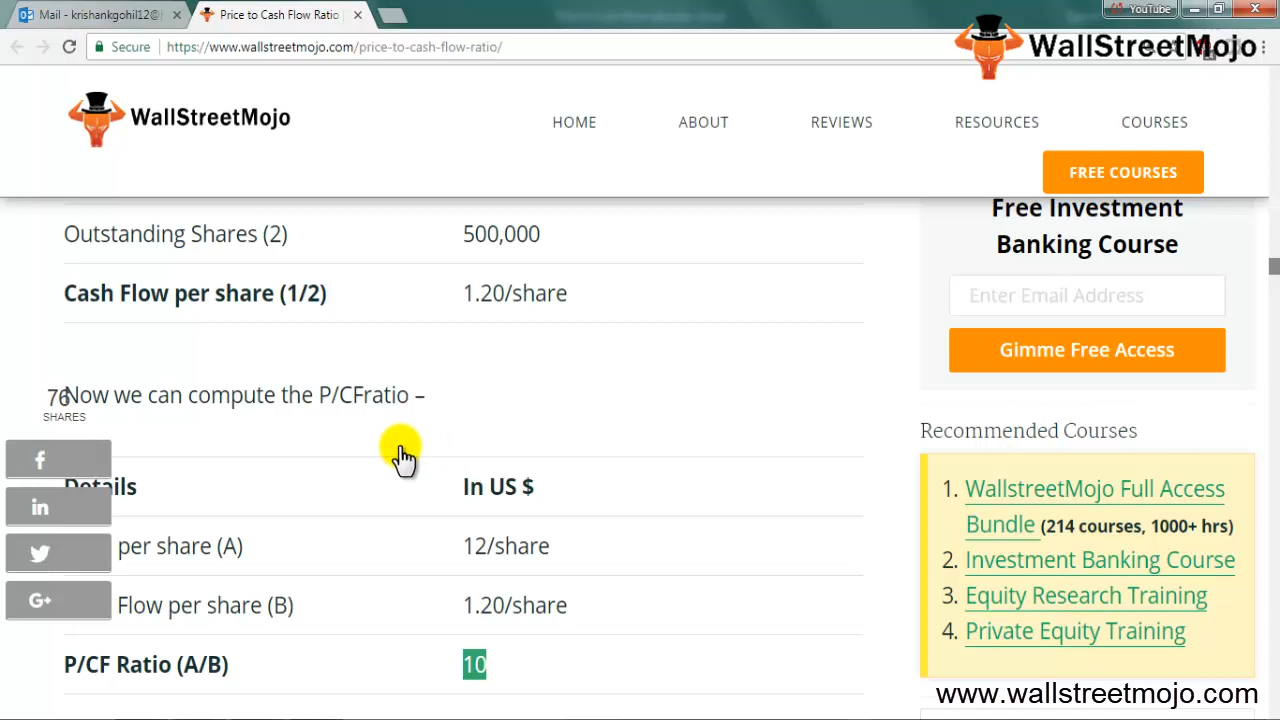 Mail - krishankgohil12@
Price to Cash Flow Ratio
YouTube
Secure
https://www.wallstreetmojo.com/price-to-cash-flow-ratio/
WallStreetMojo
WallStreetMojo
HOME
ABOUT
REVIEWS
RESOURCES
COURSES
FREE COURSES
Outstanding Shares (2) 500,000
Cash Flow per share (1/2) 1.20/share
Now we can compute the P/CFratio –
76
SHARES
Details In US $
per share (A) 12/share
Flow per share (B) 1.20/share
P/CF Ratio (A/B) 10
Free Investment
Banking Course
Enter Email Address
Gimme Free Access
Recommended Courses
1. WallstreetMojo Full Access
Bundle (214 courses, 1000+ hrs)
2. Investment Banking Course
3. Equity Research Training
4. Private Equity Training
www.wallstreetmojo.com